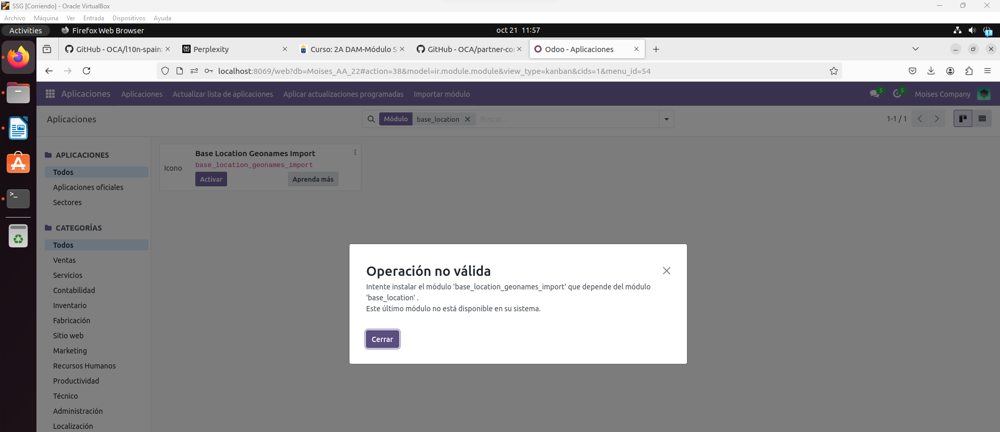 SSG [Corriendo] - Oracle VirtualBox
Archivo Máquina Ver Entrada Dispositivos Ayuda
Activities Firefox Web Browser oct 21 11:57
GitHub - OCA/l10n-spain: Perplexity Curso: 2A DAM-Módulo S GitHub - OCA/partner-con Odoo - Aplicaciones
localhost:8069/web?db=Moises_AA_22#action=38&model=ir.module.module&view_type=kanban&cids=1&menu_id=54
Aplicaciones Aplicaciones Actualizar lista de aplicaciones Aplicar actualizaciones programadas Importar módulo 5 5 Moises Company
Aplicaciones Módulo base_location Buscar... 1-1 / 1
APLICACIONES
Todos
Aplicaciones oficiales
Sectores
CATEGORÍAS
Todos
Ventas
Servicios
Contabilidad
Inventario
Fabricación
Sitio web
Marketing
Recursos Humanos
Productividad
Técnico
Administración
Localización
Icono
Base Location Geonames Import
base_location_geonames_import
Activar Aprenda más
Operación no válida
Intente instalar el módulo 'base_location_geonames_import' que depende del módulo
'base_location' .
Este último módulo no está disponible en su sistema.
Cerrar